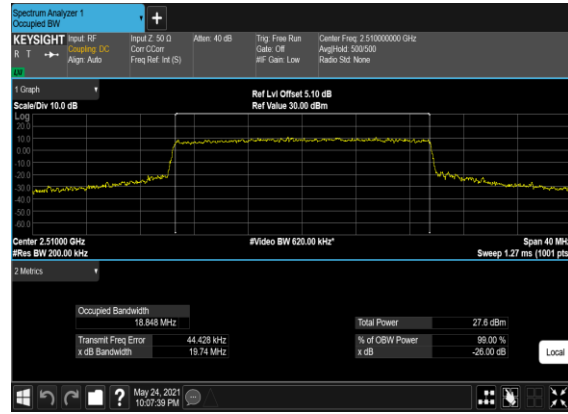 Spectrum Analyzer 1
Occupied BW
+
KEYSIGHT
R T
LW
Input: RF
Coupling: DC
Align: Auto
Input Z: 50 Ω
Corr CCorr
Freq Ref: Int (S)
Atten: 40 dB
Trig: Free Run
Gate: Off
#IF Gain: Low
Center Freq: 2.510000000 GHz
Avg|Hold: 500/500
Radio Std: None
1 Graph
Scale/Div 10.0 dB
Ref Lvl Offset 5.10 dB
Ref Value 30.00 dBm
Log
20.0
10.0
0.00
-10.0
-20.0
-30.0
-40.0
-50.0
-60.0
Center 2.51000 GHz
#Res BW 200.00 kHz
#Video BW 620.00 kHz*
Span 40 MHz
Sweep 1.27 ms (1001 pts)
2 Metrics
Occupied Bandwidth
18.848 MHz
Total Power 27.6 dBm
Transmit Freq Error 44.428 kHz
% of OBW Power 99.00 %
x dB Bandwidth 19.74 MHz
x dB -26.00 dB
Local
?
May 24, 2021
10:07:39 PM